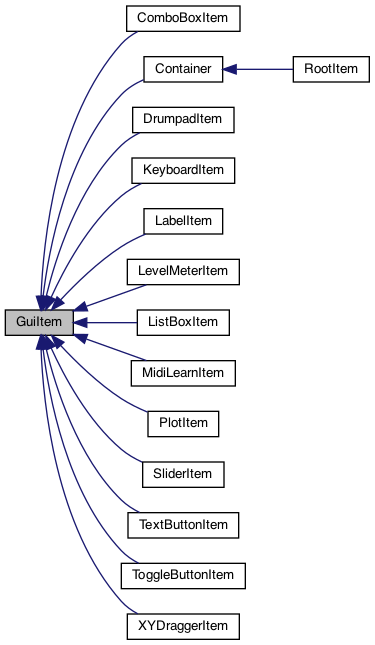 ComboBoxItem
Container
RootItem
DrumpadItem
KeyboardItem
LabelItem
LevelMeterItem
GuiItem
ListBoxItem
MidiLearnItem
PlotItem
SliderItem
TextButtonItem
ToggleButtonItem
XYDraggerItem